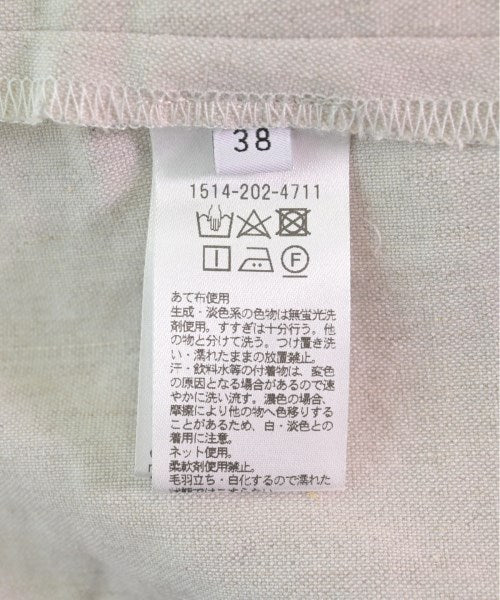 38
1514-202-4711
F
あて布使用
生成・淡色系の色物は無蛍光洗
剤使用。すすぎは十分行う。他
の物と分けて洗う。つけ置き洗
い・濡れたままの放置禁止。
汗・飲料水等の付着物は、変色
の原因となる場合があるので速
やかに洗い流す。濃色の場合、
摩擦により他の物へ色移りする
ことがあるため、白・淡色との
着用に注意。
ネット使用。
柔軟剤使用禁止。
毛羽立ち・白化するので濡れた